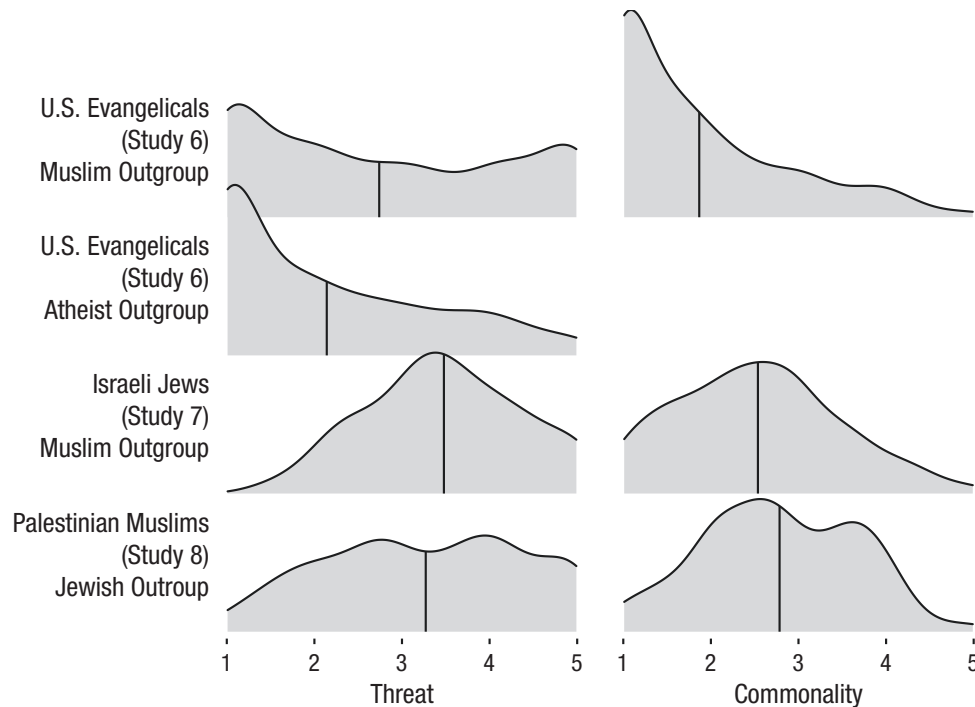 U.S. Evangelicals
(Study 6)
Muslim Outgroup
U.S. Evangelicals
(Study 6)
Atheist Outgroup
Israeli Jews
(Study 7)
Muslim Outgroup
Palestinian Muslims
(Study 8)
Jewish Outroup
1 2 3 4 5
Threat
1 2 3 4 5
Commonality